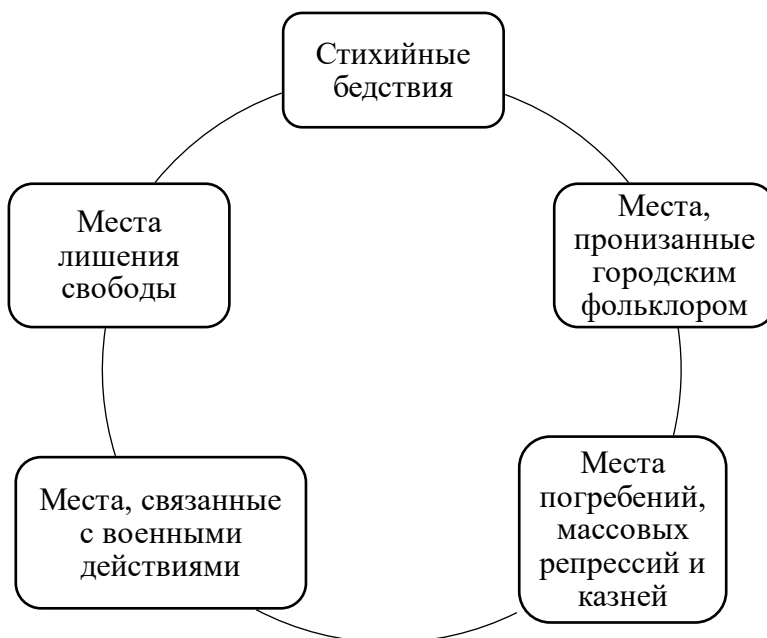 Стихийные
бедствия
Места,
пронизанные
городским
фольклором
Места
погребений,
массовых
репрессий и
казней
Места, связанные
с военными
действиями
Места
лишения
свободы